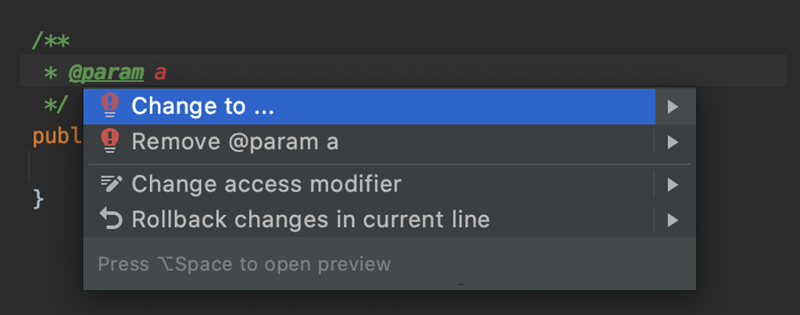 /**
* @param a
*/
publ
}
Change to ...
Remove @param a
Change access modifier
Rollback changes in current line
Press ⌥Space to open preview